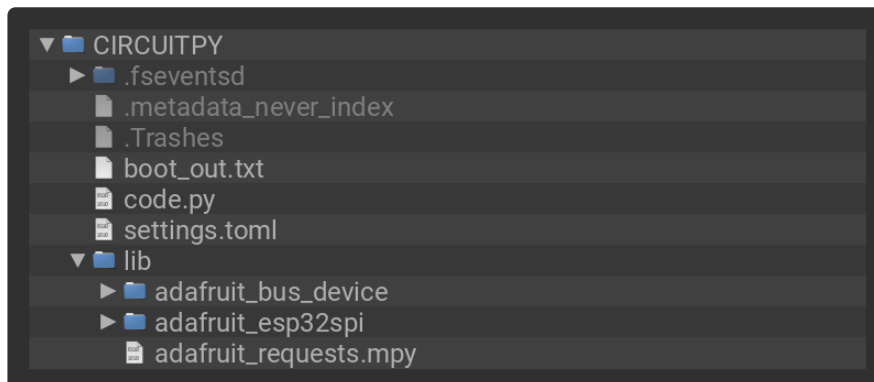 CIRCUITPY
.fseventsd
.metadata_never_index
.Trashes
boot_out.txt
code.py
settings.toml
lib
adafruit_bus_device
adafruit_esp32spi
adafruit_requests.mpy